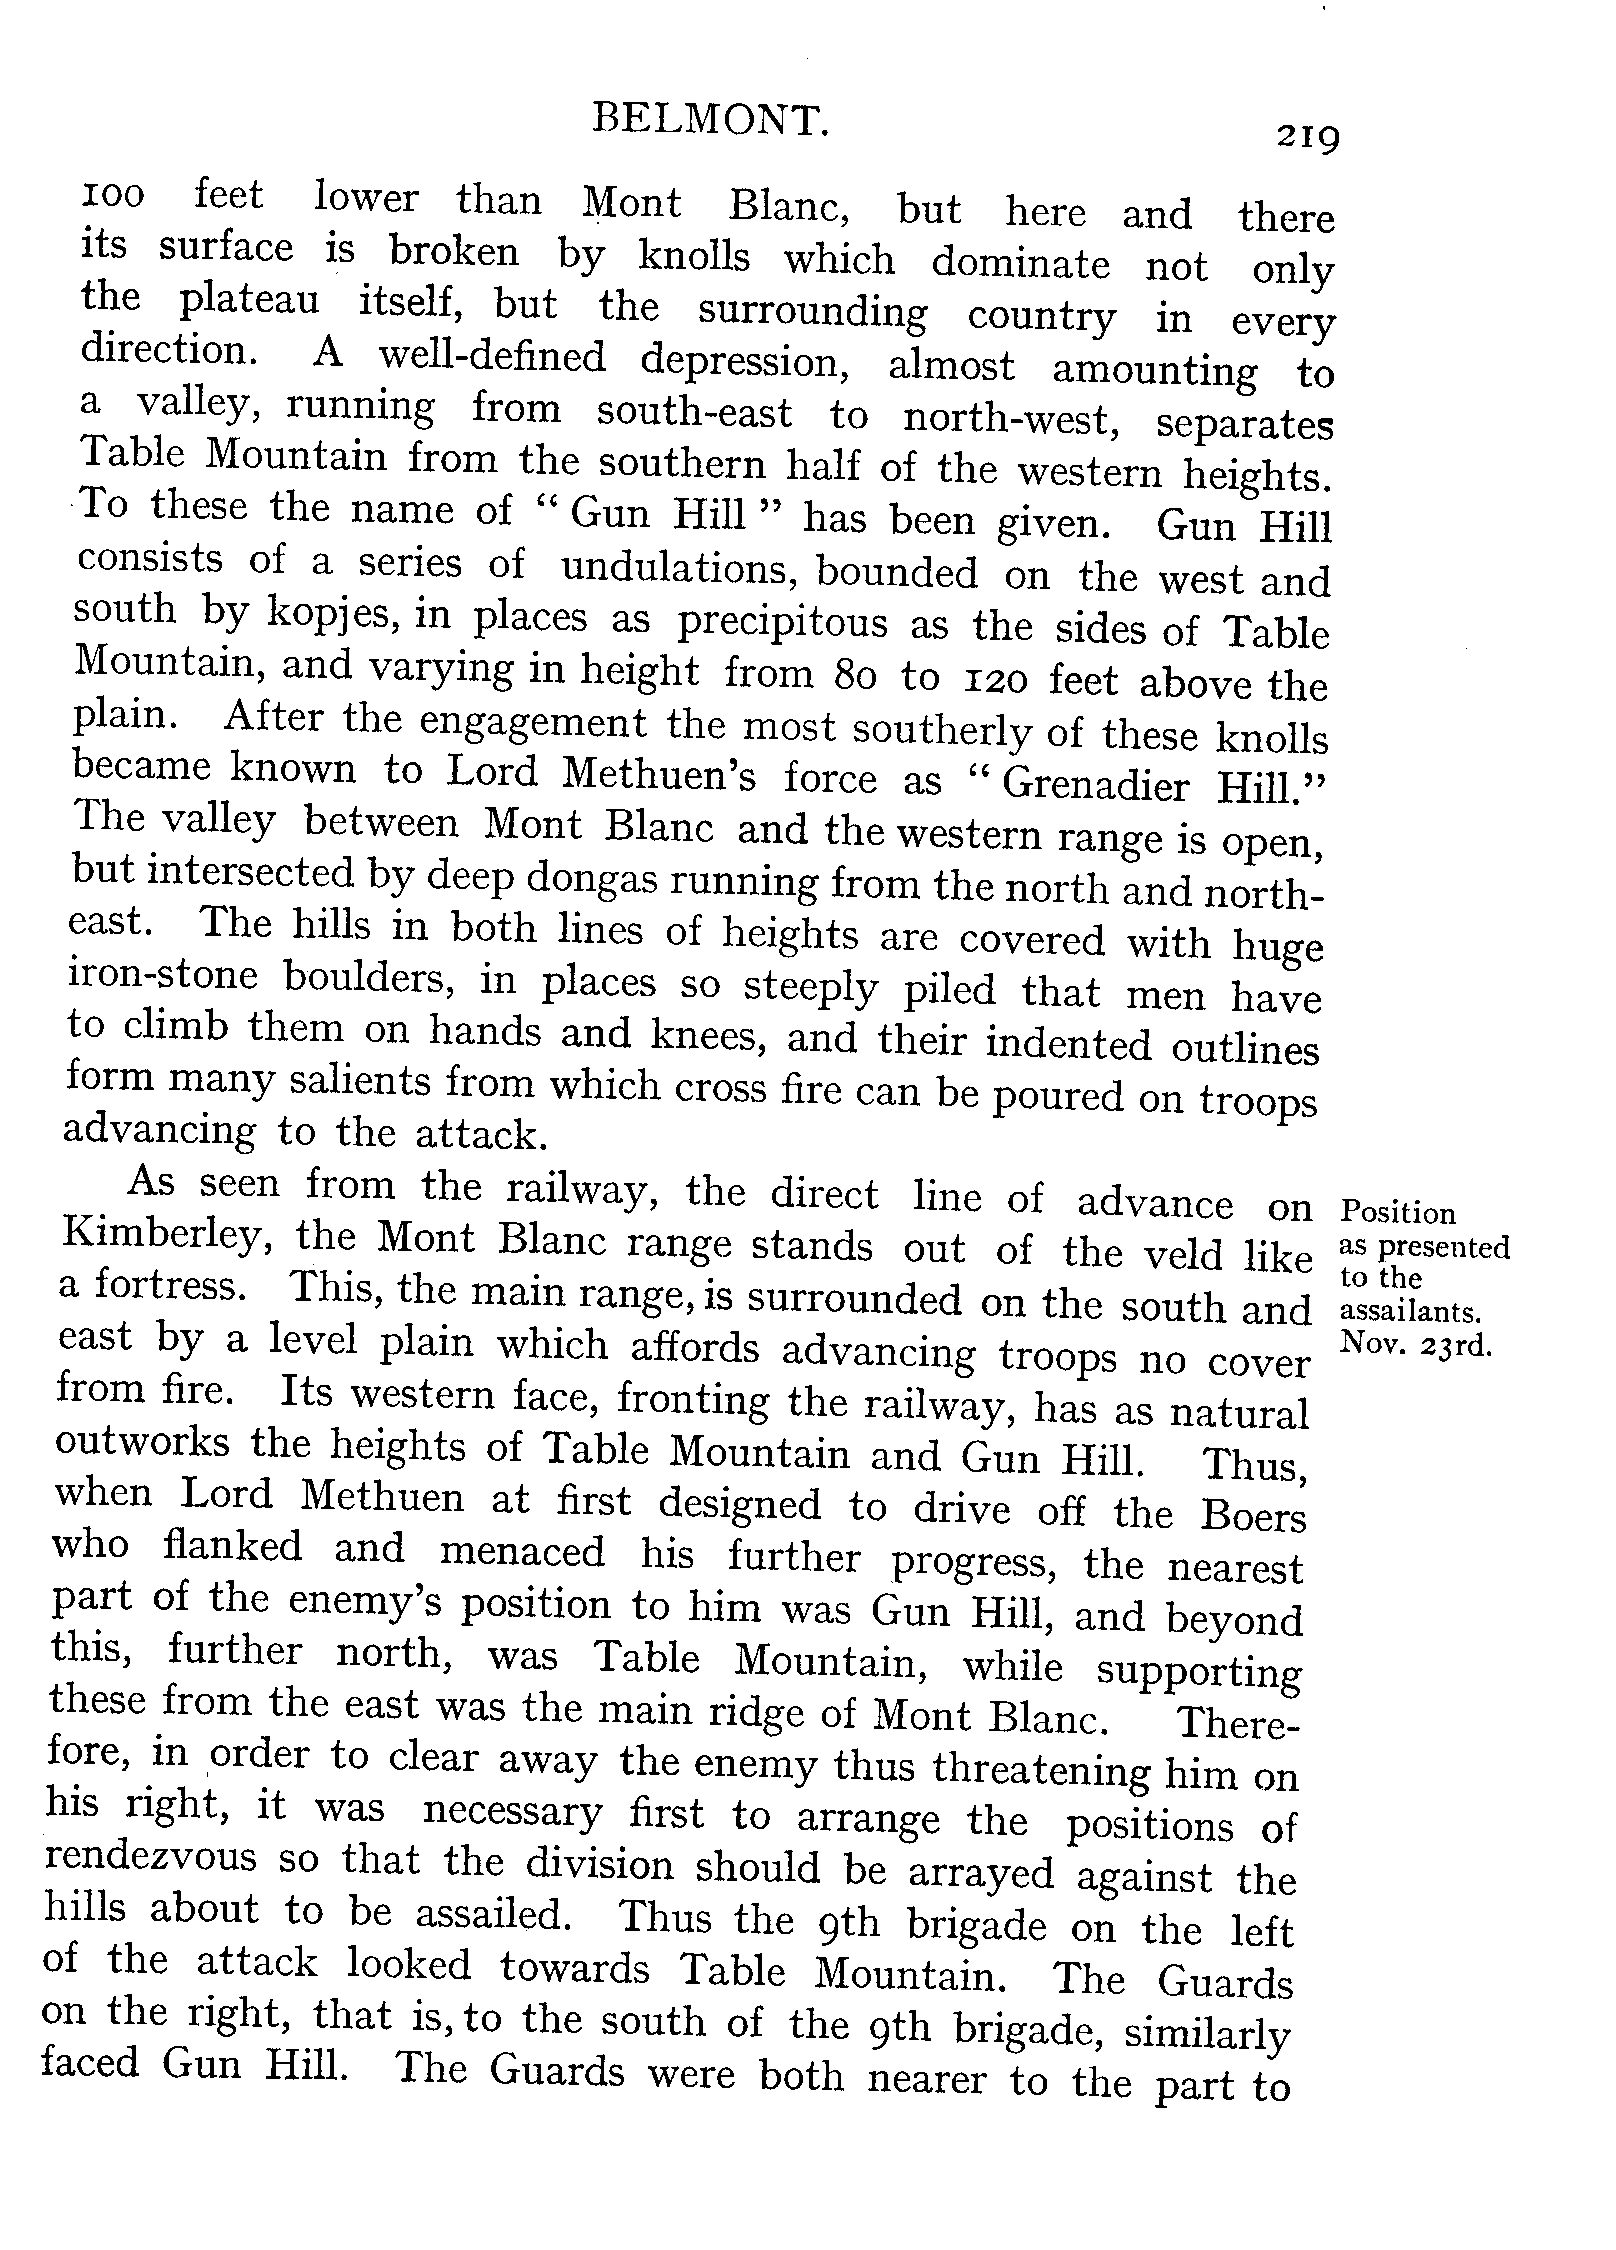 BELMONT.
219
100 feet lower than Mont Blanc, but here and there
its surface is broken by knolls which dominate not only
the plateau itself, but the surrounding country in every
direction. A well-defined depression, almost amounting to
a valley, running from south-east to north-west, separates
Table Mountain from the southern half of the western heights.
To these the name of “ Gun Hill ” has been given. Gun Hill
consists of a series of undulations, bounded on the west and
south by kopjes, in places as precipitous as the sides of Table
Mountain, and varying in height from 80 to 120 feet above the
plain. After the engagement the most southerly of these knolls
became known to Lord Methuen’s force as “ Grenadier Hill.”
The valley between Mont Blanc and the western range is open,
but intersected by deep dongas running from the north and north-
east. The hills in both lines of heights are covered with huge
iron-stone boulders, in places so steeply piled that men have
to climb them on hands and knees, and their indented outlines
form many salients from which cross fire can be poured on troops
advancing to the attack.
As seen from the railway, the direct line of advance on
Kimberley, the Mont Blanc range stands out of the veld like
a fortress. This, the main range, is surrounded on the south and
east by a level plain which affords advancing troops no cover
from fire. Its western face, fronting the railway, has as natural
outworks the heights of Table Mountain and Gun Hill. Thus,
when Lord Methuen at first designed to drive off the Boers
who flanked and menaced his further progress, the nearest
part of the enemy’s position to him was Gun Hill, and beyond
this, further north, was Table Mountain, while supporting
these from the east was the main ridge of Mont Blanc. There-
fore, in order to clear away the enemy thus threatening him on
his right, it was necessary first to arrange the positions of
rendezvous so that the division should be arrayed against the
hills about to be assailed. Thus the 9th brigade on the left
of the attack looked towards Table Mountain. The Guards
on the right, that is, to the south of the 9th brigade, similarly
faced Gun Hill. The Guards were both nearer to the part to
Position
as presented
to the
assailants.
Nov. 23rd.